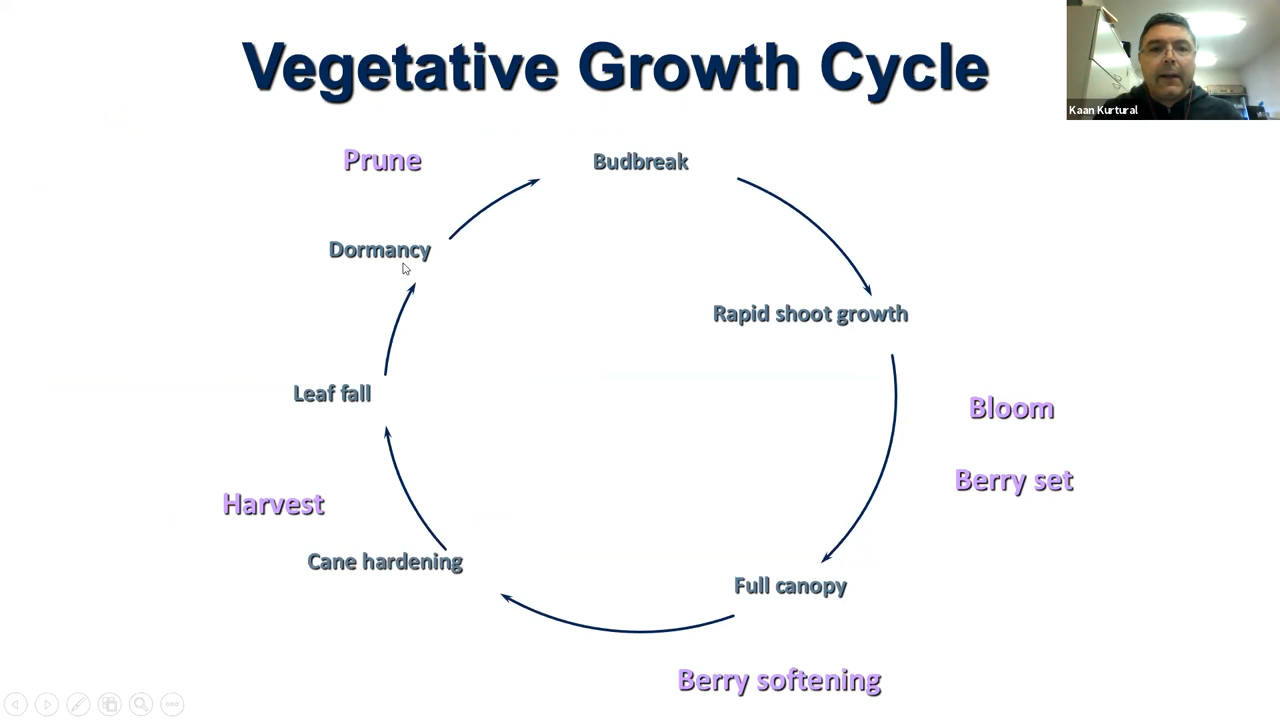 Vegetative Growth Cycle
Kaan Kurtural
Prune
Budbreak
Dormancy
Rapid shoot growth
Leaf fall
Bloom
Berry set
Harvest
Cane hardening
Full canopy
Berry softening